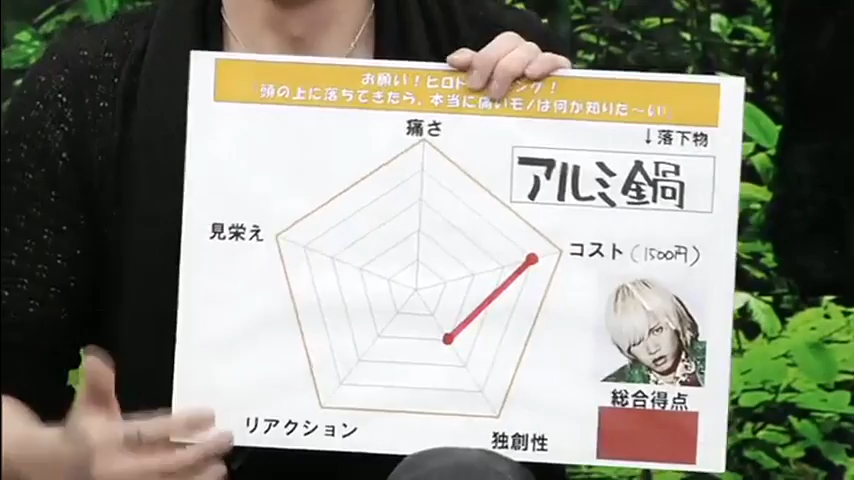 お願い！ヒロト
グ！
頭の上に落ちてきたら、本当に痛いモノは何か知りた〜い！
痛さ
↓落下物
アルミ鍋
見栄え
コスト（1500円）
総合得点
リアクション
独創性